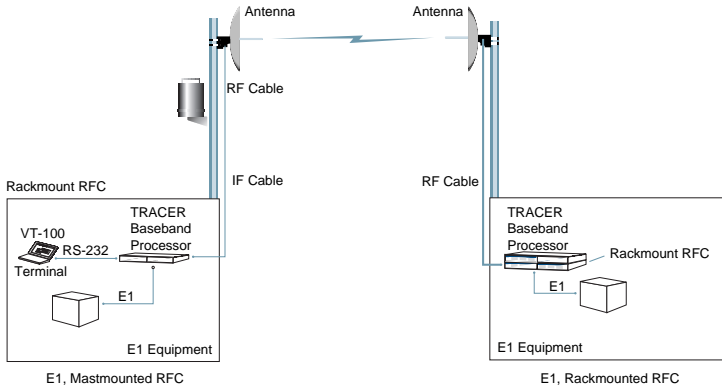 Antenna
Antenna
RF Cable
IF Cable
RF Cable
Rackmount RFC
TRACER
Baseband
Processor
VT-100
RS-232
Terminal
E1
E1 Equipment
E1, Mastmounted RFC
TRACER
Baseband
Processor
Rackmount RFC
E1
E1 Equipment
E1, Rackmounted RFC